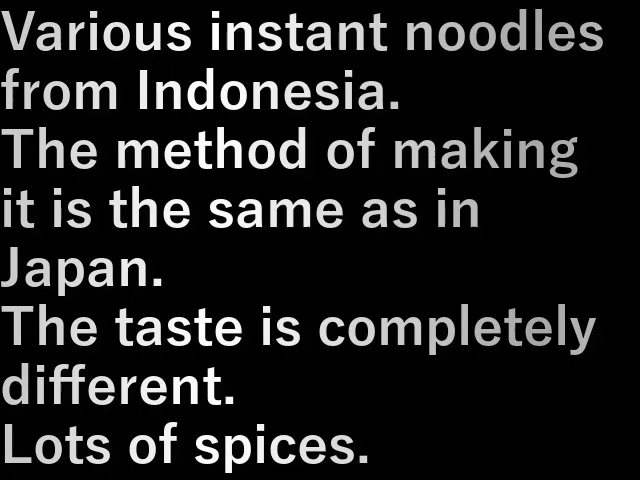 Various instant noodles
from Indonesia.
The method of making
it is the same as in
Japan.
The taste is completely
different.
Lots of spices.